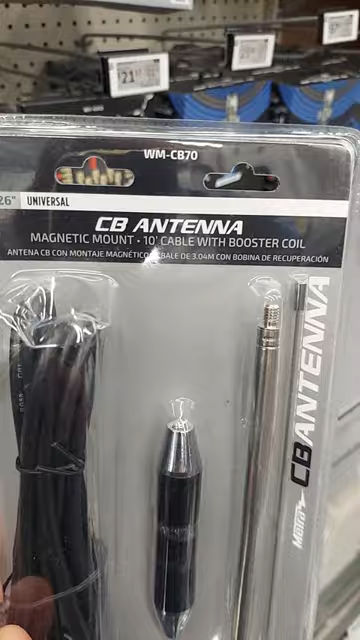 21
WM-CB70
26" UNIVERSAL
CB ANTENNA
MAGNETIC MOUNT • 10' CABLE WITH BOOSTER COIL
ANTENA CB CON MONTAJE MAGNÉTICO CABLE DE 3.04M CON BOBINA DE RECUPERACIÓN
CB ANTENNA
Metra